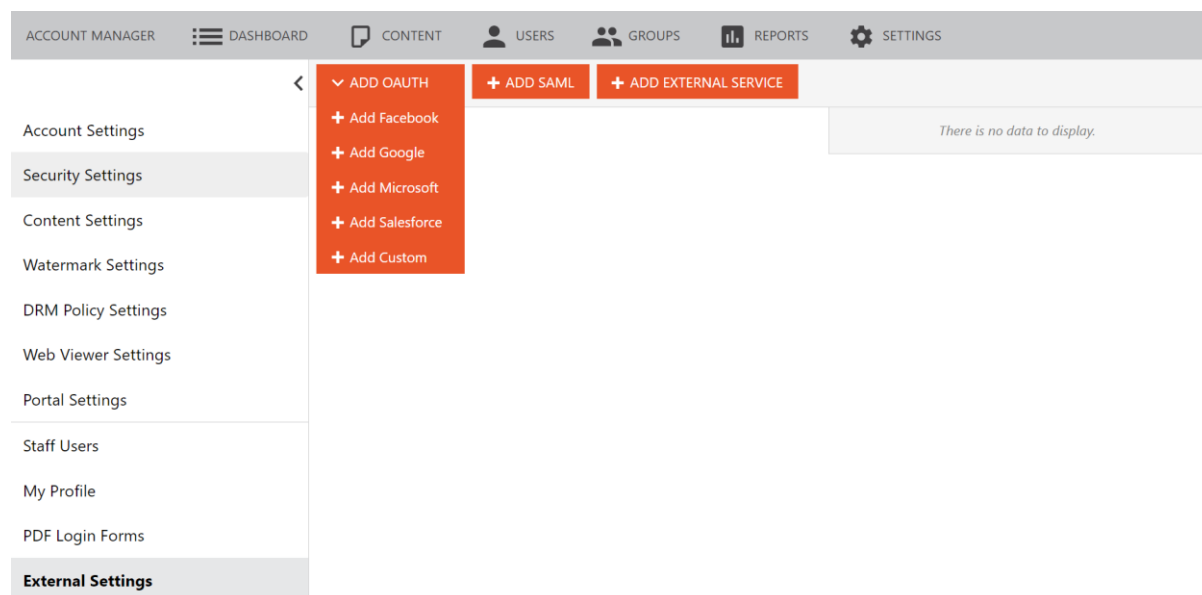 ACCOUNT MANAGER DASHBOARD CONTENT USERS GROUPS REPORTS SETTINGS
ADD OAUTH ADD SAML ADD EXTERNAL SERVICE
Add Facebook
Add Google
Add Microsoft
Add Salesforce
Add Custom
There is no data to display.
Account Settings
Security Settings
Content Settings
Watermark Settings
DRM Policy Settings
Web Viewer Settings
Portal Settings
Staff Users
My Profile
PDF Login Forms
External Settings